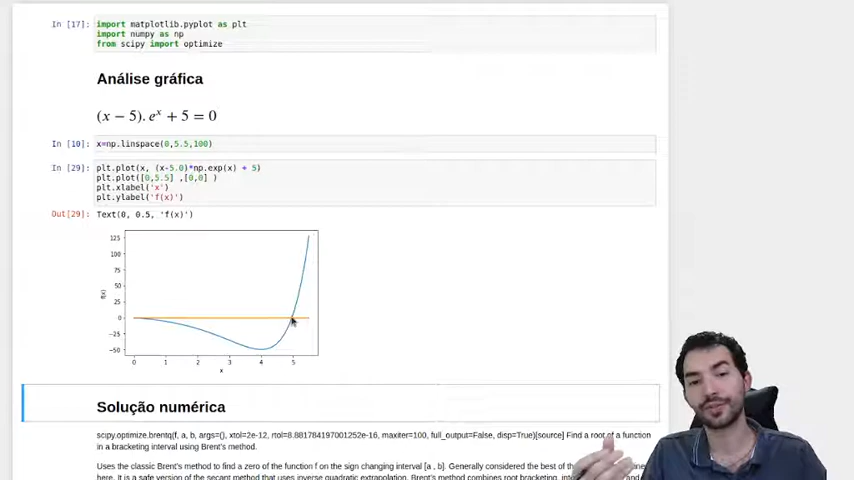 In [17]: import matplotlib.pyplot as plt
import numpy as np
from scipy import optimize
Análise gráfica
(x − 5). eˣ + 5 = 0
In [10]: x=np.linspace(0,5.5,100)
In [29]: plt.plot(x, (x-5.0)*np.exp(x) + 5)
plt.plot([0,5.5] ,[0,0] )
plt.xlabel('x')
plt.ylabel('f(x)')
Out[29]: Text(0, 0.5, 'f(x)')
125
100
75
50
25
0
−25
−50
f(x)
0 1 2 3 4 5
x
Solução numérica
scipy.optimize.brentq(f, a, b, args=(), xtol=2e-12, rtol=8.881784197001252e-16, maxiter=100, full_output=False, disp=True)[source] Find a root of a function
in a bracketing interval using Brent's method.
Uses the classic Brent's method to find a zero of the function f on the sign changing interval [a , b]. Generally considered the best of the
here. It is a safe version of the secant method that uses inverse quadratic extrapolation. Brent's method combines root bracketing,